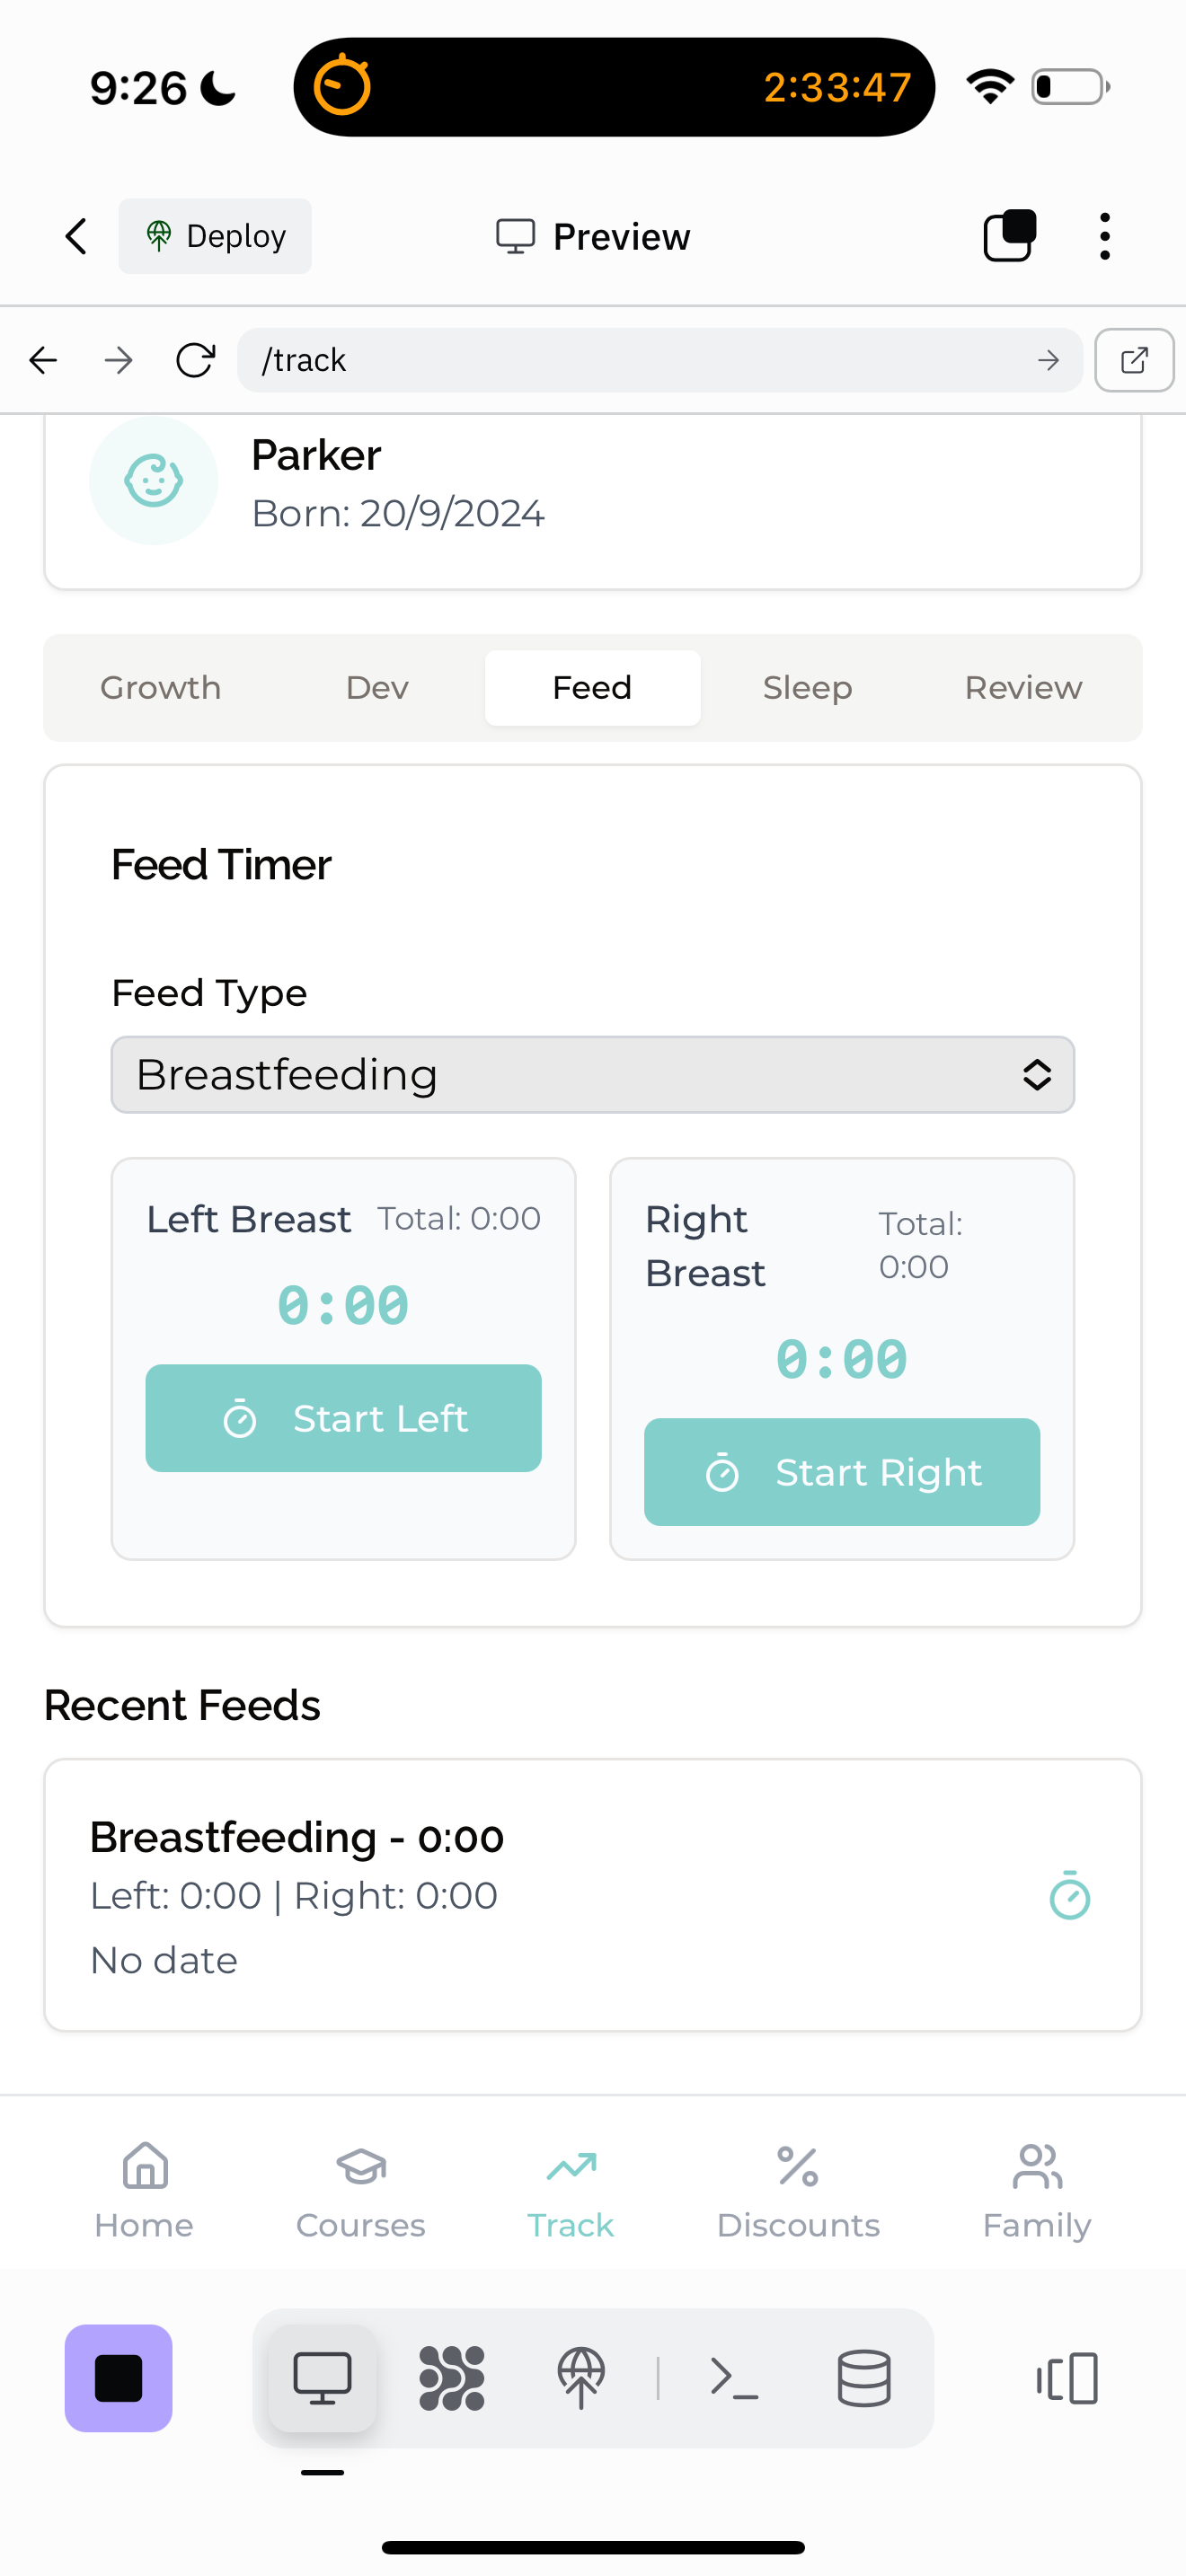 9:26
2:33:47
Deploy
Preview
/track
Parker
Born: 20/9/2024
Growth Dev Feed Sleep Review
Feed Timer
Feed Type
Breastfeeding
Left Breast Total: 0:00
0:00
Start Left
Right Breast
Total: 0:00
0:00
Start Right
Recent Feeds
Breastfeeding - 0:00
Left: 0:00 | Right: 0:00
No date
Home Courses Track Discounts Family